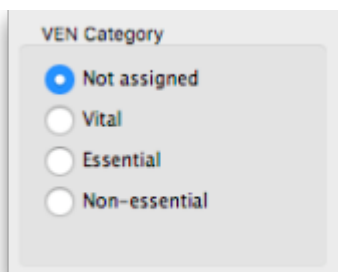 VEN Category
Not assigned
Vital
Essential
Non-essential